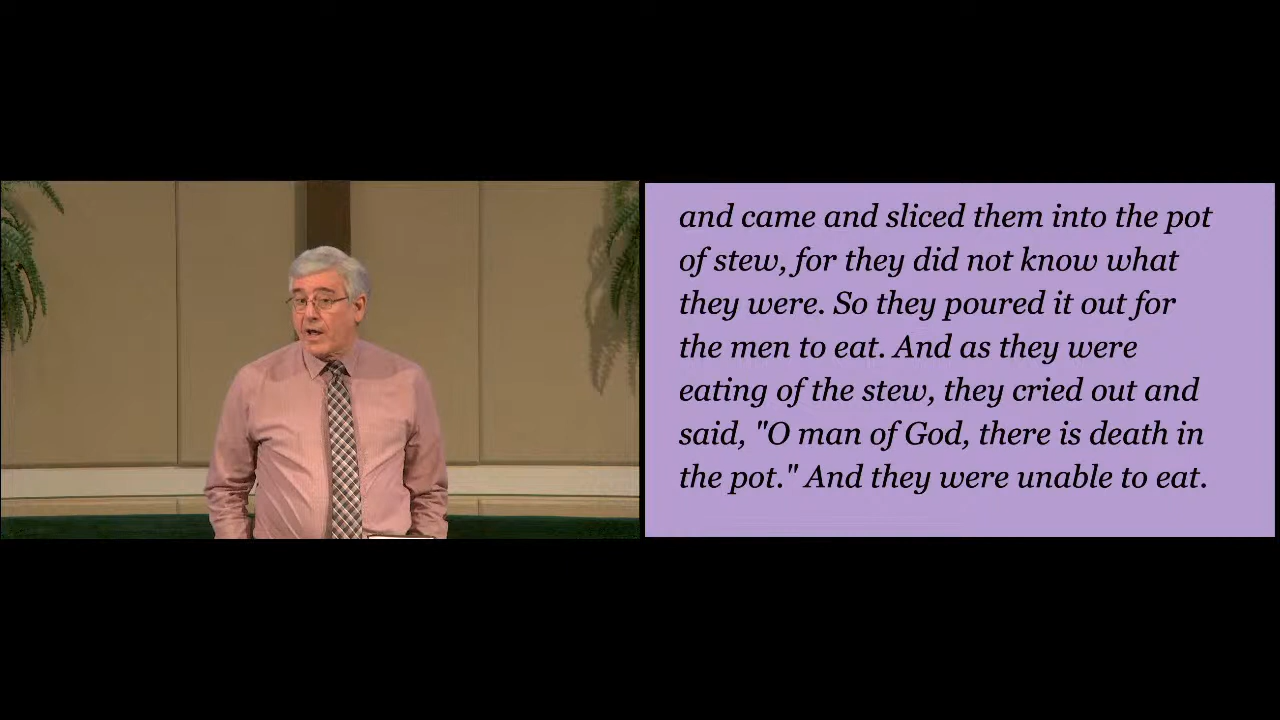 and came and sliced them into the pot
of stew, for they did not know what
they were. So they poured it out for
the men to eat. And as they were
eating of the stew, they cried out and
said, "O man of God, there is death in
the pot." And they were unable to eat.